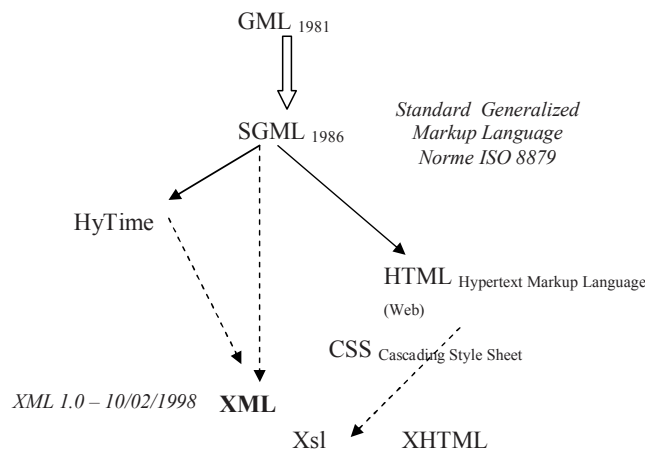 GML 1981
Standard Generalized
SGML 1986
Markup Language
Norme ISO 8879
HyTime
HTML Hypertext Markup Language
(Web)
CSS Cascading Style Sheet
XML 1.0 – 10/02/1998 XML
Xsl XHTML